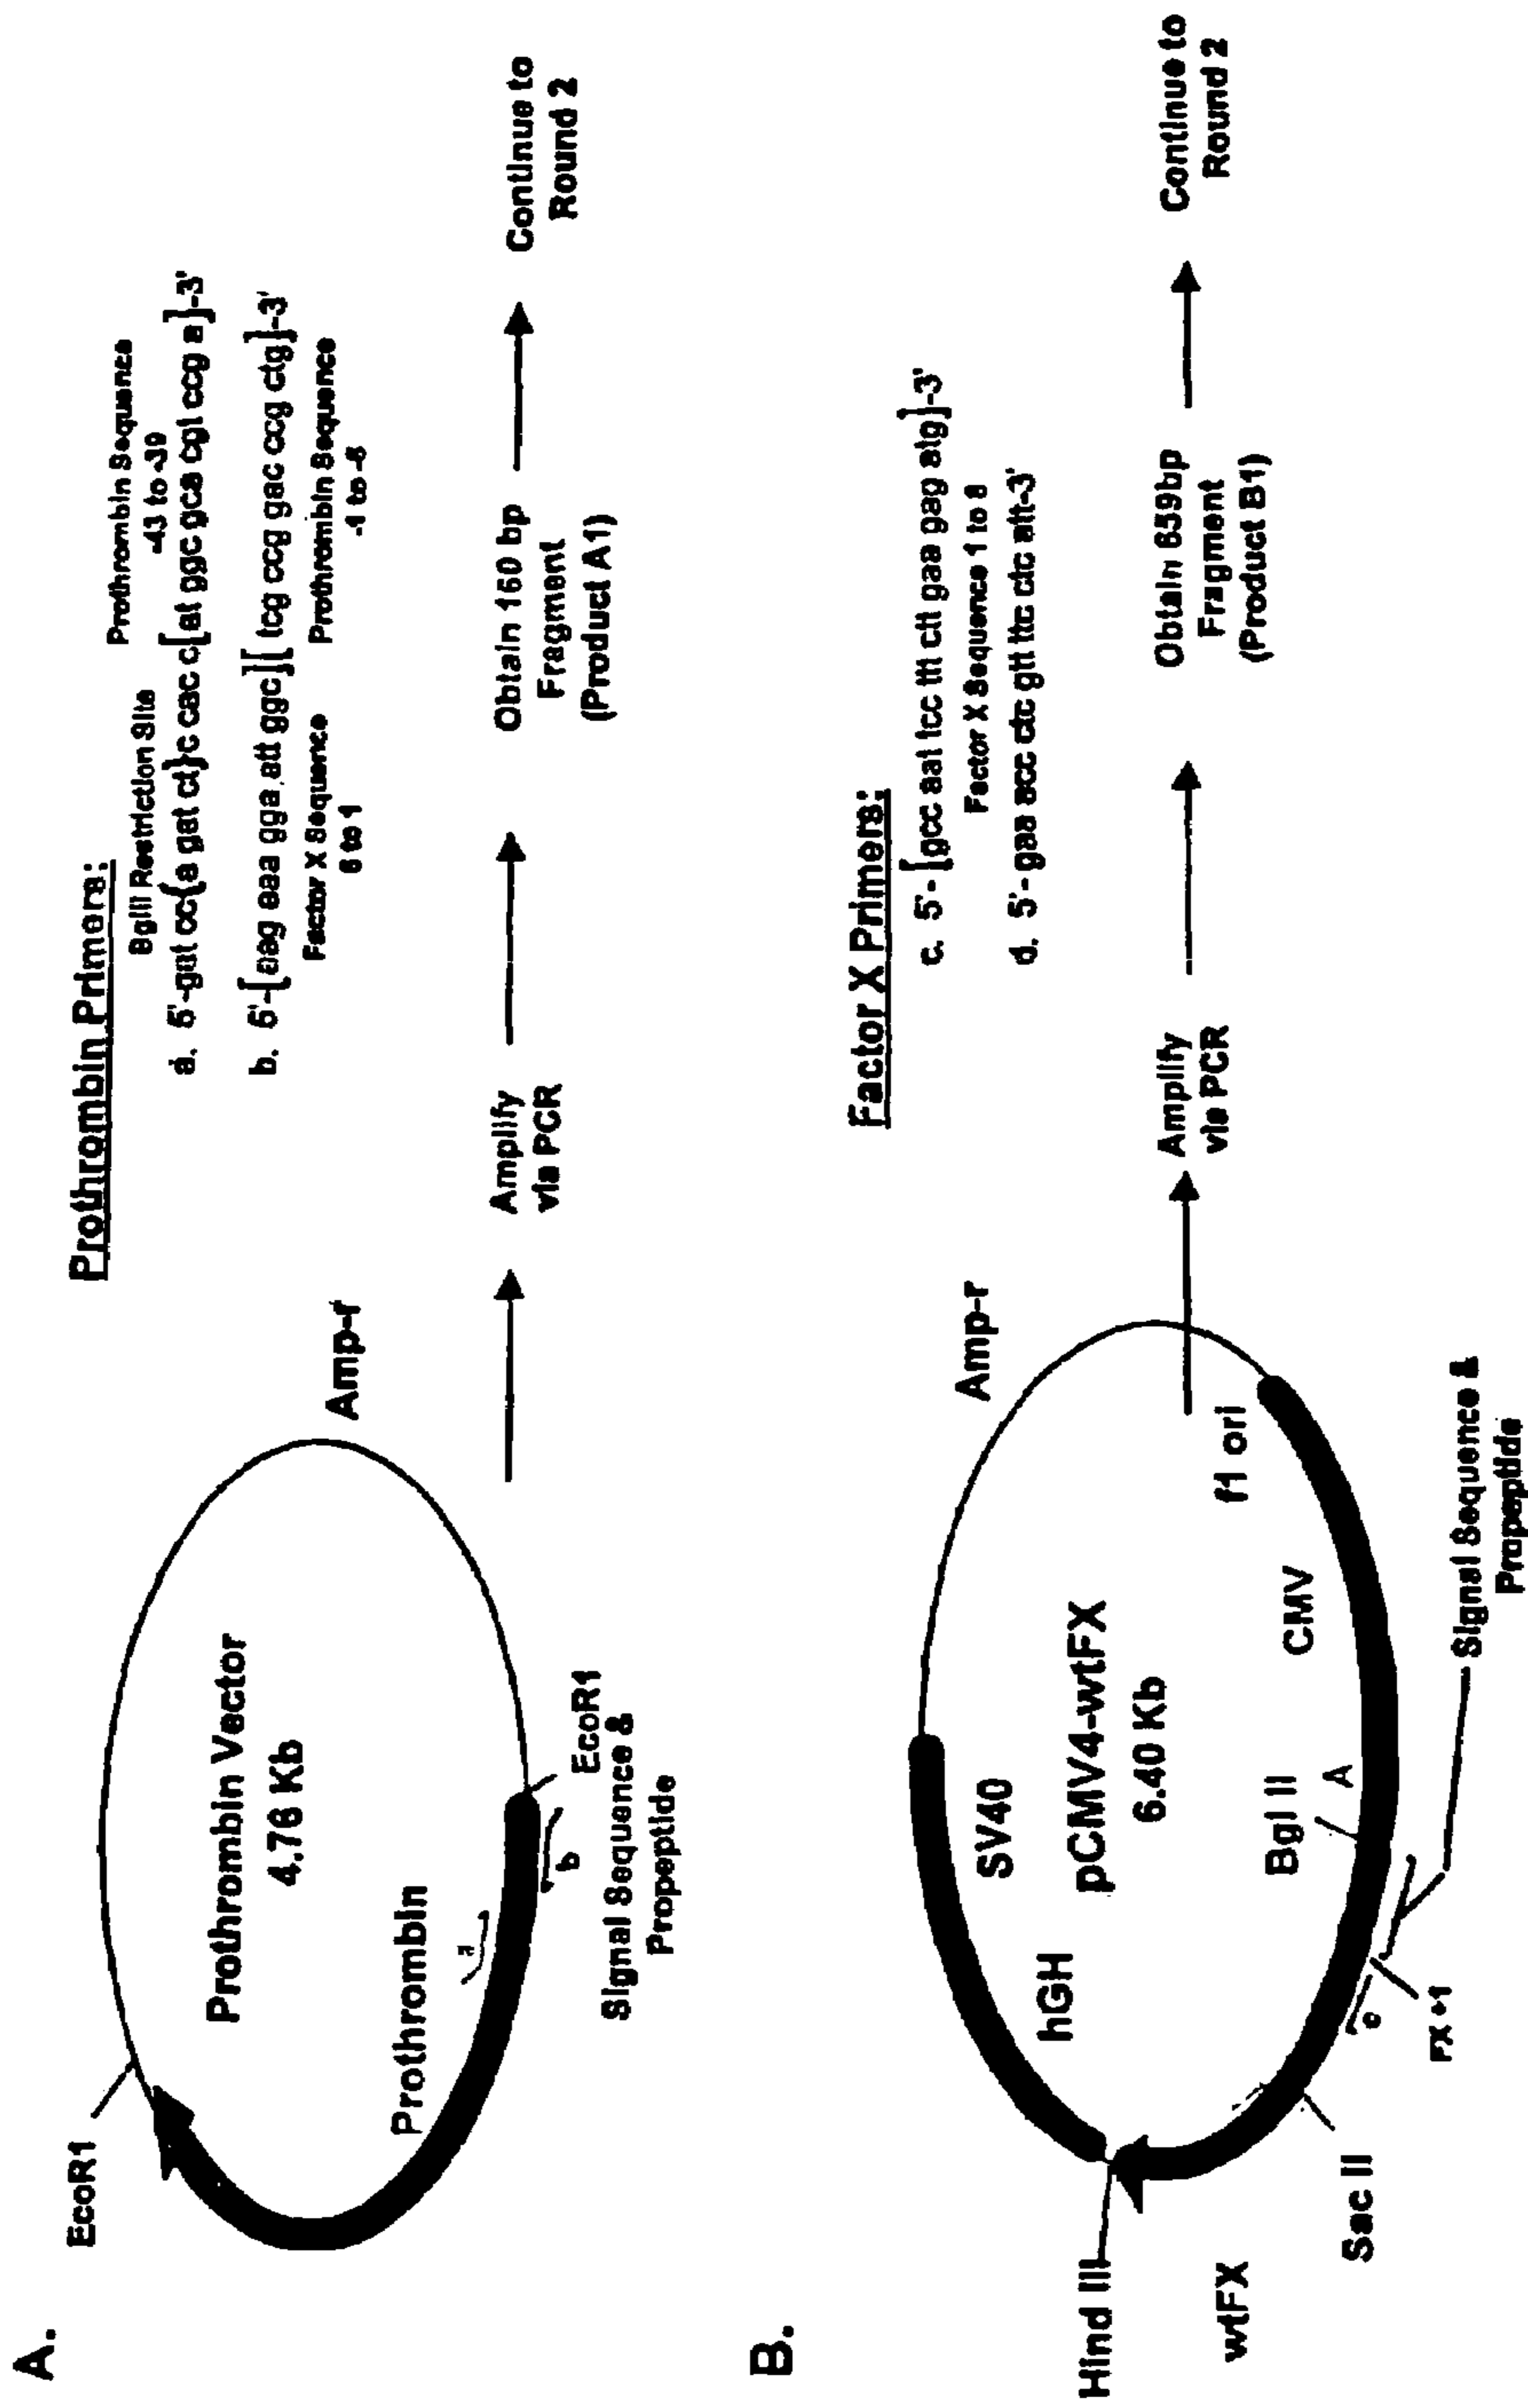 A.
EcoR1
Prothrombin Vector
4.76 Kb
Prothrombin
a
b
EcoR1
Signal Sequence &
Propeptide
Amp-r
Prothrombin Primers:
BglII Restriction Site
Prothrombin Sequence
-43 to -39
a. 5'-gat cc{a gat ct}c cac c[at ggc gca cgt ccg a]-3'
b. 5'-[aag aaa gga att ggc][ tcg ccg gac ccg ctg]-3'
Factor X Sequence
6 to 1
Prothrombin Sequence
-1 to -5
Amplify
via PCR
Obtain 160 bp
Fragment
(Product A1)
Continue to
Round 2
B.
Hind III
wtFX
Sac II
hGH
SV40
pCMV4-wtFX
6.40 Kb
Bgl II
A
CMV
f1 ori
Amp-r
c
FX +1
Signal Sequence &
Propeptide
Factor X Primers:
c. 5'- [gcc aat tcc ttt ctt gaa gag atg]-3'
Factor X Sequence 1 to 8
d. 5'- gaa acc ctc gtt ttc ctc att-3'
Amplify
via PCR
Obtain 659bp
Fragment
(Product B1)
Continue to
Round 2